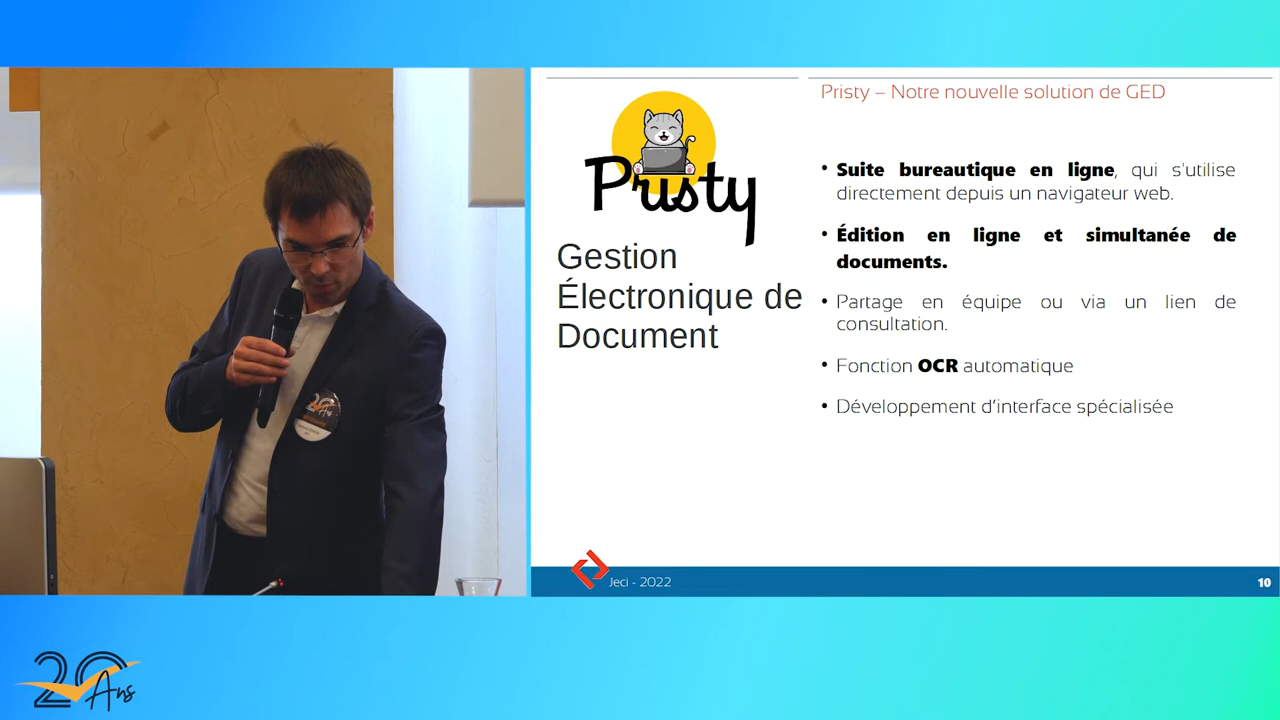 Pristy
Gestion
Électronique de
Document
Pristy – Notre nouvelle solution de GED
• Suite bureautique en ligne, qui s'utilise
directement depuis un navigateur web.
• Édition en ligne et simultanée de
documents.
• Partage en équipe ou via un lien de
consultation.
• Fonction OCR automatique
• Développement d'interface spécialisée
Jeci - 2022
10
20
Ans
20
Ans